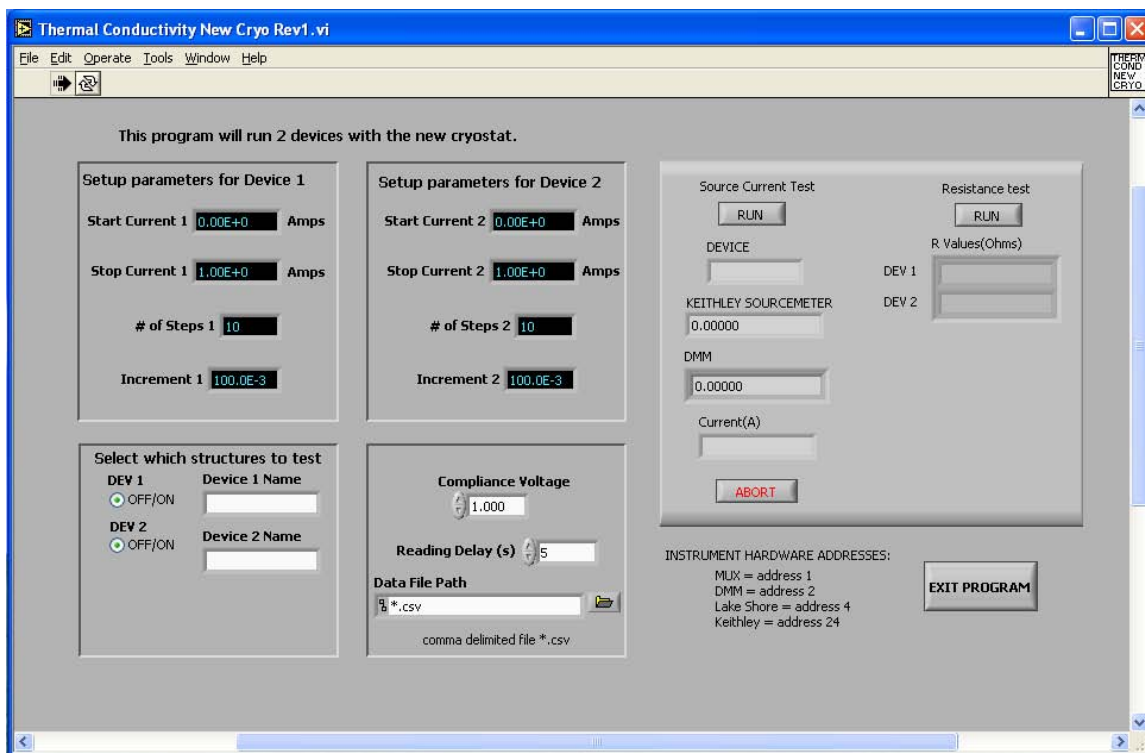 Thermal Conductivity New Cryo Rev1.vi
File Edit Operate Tools Window Help
THERM
COND
NEW
CRYO
This program will run 2 devices with the new cryostat.
Setup parameters for Device 1
Start Current 1 0.00E+0 Amps
Stop Current 1 1.00E+0 Amps
# of Steps 1 10
Increment 1 100.0E-3
Setup parameters for Device 2
Start Current 2 0.00E+0 Amps
Stop Current 2 1.00E+0 Amps
# of Steps 2 10
Increment 2 100.0E-3
Source Current Test
RUN
DEVICE
KEITHLEY SOURCEMETER
0.00000
DMM
0.00000
Current(A)
ABORT
Resistance test
RUN
R Values(Ohms)
DEV 1
DEV 2
Select which structures to test
DEV 1 Device 1 Name
OFF/ON
DEV 2 Device 2 Name
OFF/ON
Compliance Voltage
1.000
Reading Delay (s) 5
Data File Path
*.csv
comma delimited file *.csv
INSTRUMENT HARDWARE ADDRESSES:
MUX = address 1
DMM = address 2
Lake Shore = address 4
Keithley = address 24
EXIT PROGRAM